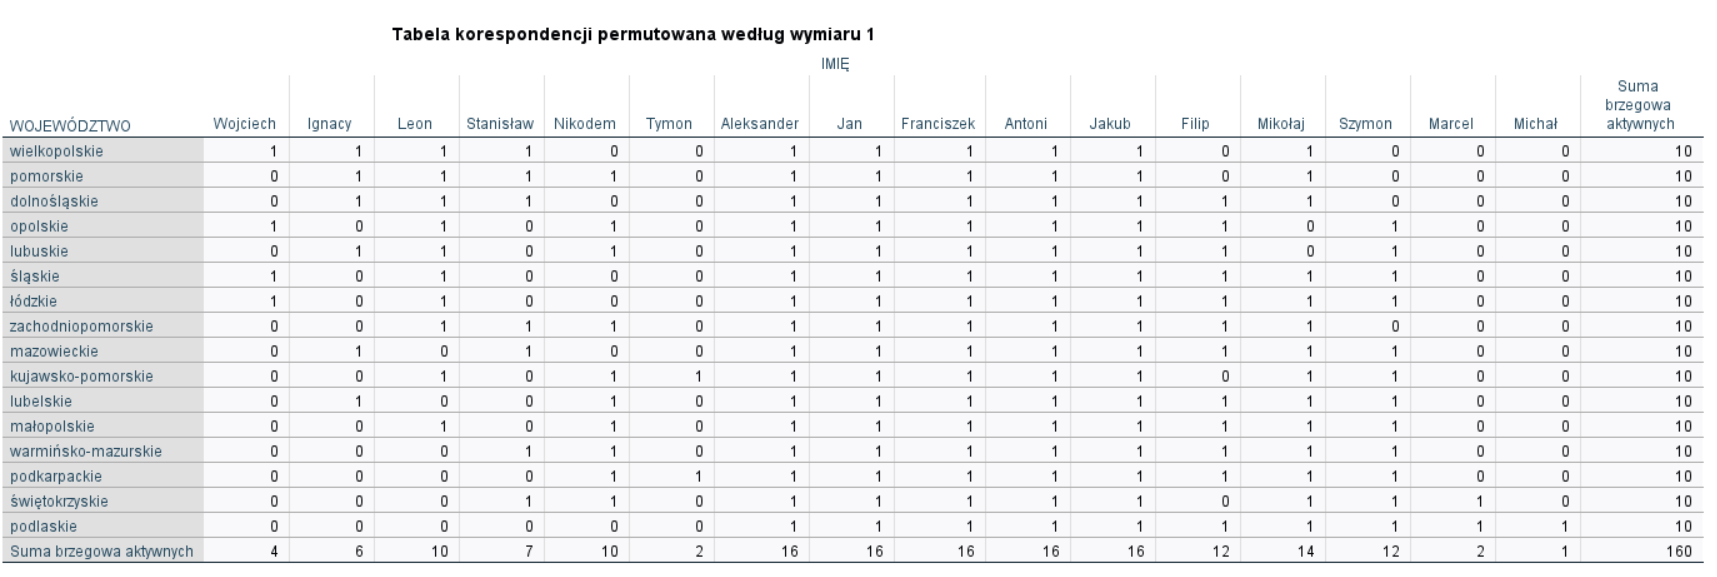 Tabela korespondencji permutowana według wymiaru 1
IMIĘ
WOJEWÓDZTWO Wojciech Ignacy Leon Stanisław Nikodem Tymon Aleksander Jan Franciszek Antoni Jakub Filip Mikołaj Szymon Marcel Michał Suma brzegowa aktywnych
wielkopolskie 1 1 1 1 0 0 1 1 1 1 1 0 1 0 0 0 10
pomorskie 0 1 1 1 1 0 1 1 1 1 1 0 1 0 0 0 10
dolnośląskie 0 1 1 1 0 0 1 1 1 1 1 1 1 0 0 0 10
opolskie 1 0 1 0 1 0 1 1 1 1 1 1 0 1 0 0 10
lubuskie 0 1 1 0 1 0 1 1 1 1 1 1 0 1 0 0 10
śląskie 1 0 1 0 0 0 1 1 1 1 1 1 1 1 0 0 10
łódzkie 1 0 1 0 0 0 1 1 1 1 1 1 1 1 0 0 10
zachodniopomorskie 0 0 1 1 1 0 1 1 1 1 1 1 1 0 0 0 10
mazowieckie 0 1 0 1 0 0 1 1 1 1 1 1 1 1 0 0 10
kujawsko-pomorskie 0 0 1 0 1 1 1 1 1 1 1 0 1 1 0 0 10
lubelskie 0 1 0 0 1 0 1 1 1 1 1 1 1 1 0 0 10
małopolskie 0 0 1 0 1 0 1 1 1 1 1 1 1 1 0 0 10
warmińsko-mazurskie 0 0 0 1 1 0 1 1 1 1 1 1 1 1 0 0 10
podkarpackie 0 0 0 0 1 1 1 1 1 1 1 1 1 1 0 0 10
świętokrzyskie 0 0 0 1 1 0 1 1 1 1 1 0 1 1 1 0 10
podlaskie 0 0 0 0 0 0 1 1 1 1 1 1 1 1 1 1 10
Suma brzegowa aktywnych 4 6 10 7 10 2 16 16 16 16 16 12 14 12 2 1 160